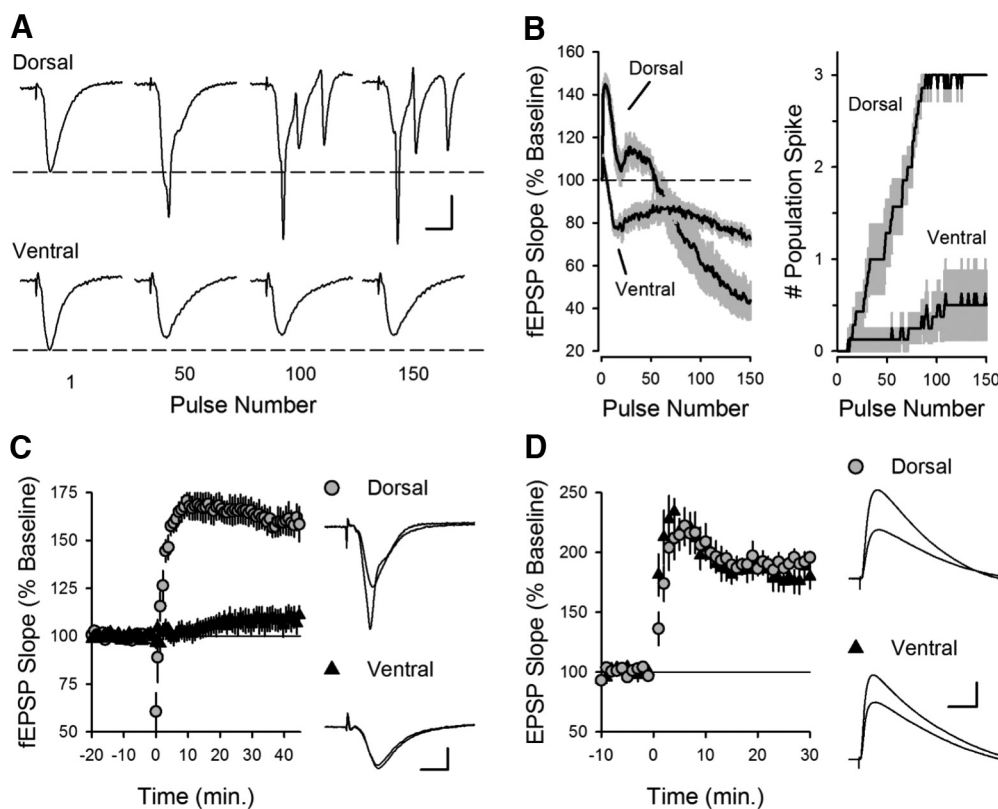 A
Dorsal
Ventral
1 50 100 150
Pulse Number
B
fEPSP Slope (% Baseline)
160
140
120
100
80
60
40
20
Dorsal
Ventral
0 50 100 150
Pulse Number
# Population Spike
3
2
1
0
Dorsal
Ventral
0 50 100 150
Pulse Number
C
fEPSP Slope (% Baseline)
175
150
125
100
75
50
-20 -10 0 10 20 30 40
Time (min.)
Dorsal
Ventral
D
EPSP Slope (% Baseline)
250
200
150
100
50
-10 0 10 20 30
Time (min.)
Dorsal
Ventral